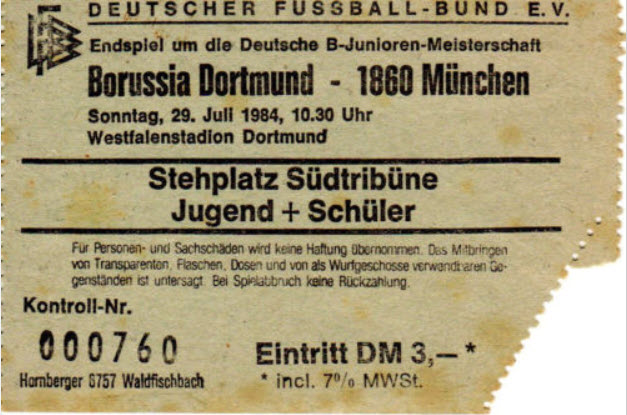 DEUTSCHER FUSSBALL-BUND E.V.
Endspiel um die Deutsche B-Junioren-Meisterschaft
Borussia Dortmund - 1860 München
Sonntag, 29. Juli 1984, 10.30 Uhr
Westfalenstadion Dortmund
Stehplatz Südtribüne
Jugend + Schüler
Für Personen- und Sachschäden wird keine Haftung übernommen. Das Mitbringen
von Transparenten, Flaschen, Dosen und von als Wurfgeschosse verwendbaren Ge-
genständen ist untersagt. Bei Spielabbruch keine Rückzahlung.
Kontroll-Nr.
000760
Eintritt DM 3,— *
Hornberger 6757 Waldfischbach
* incl. 7% MWSt.